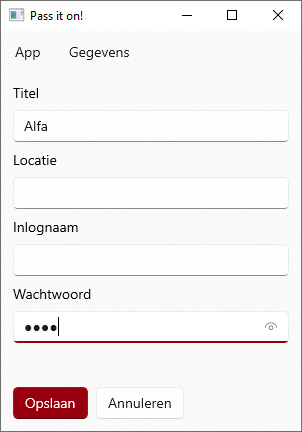 Pass it on!
App Gegevens
Titel
Alfa
Locatie
Inlognaam
Wachtwoord
●●●●
Opslaan Annuleren